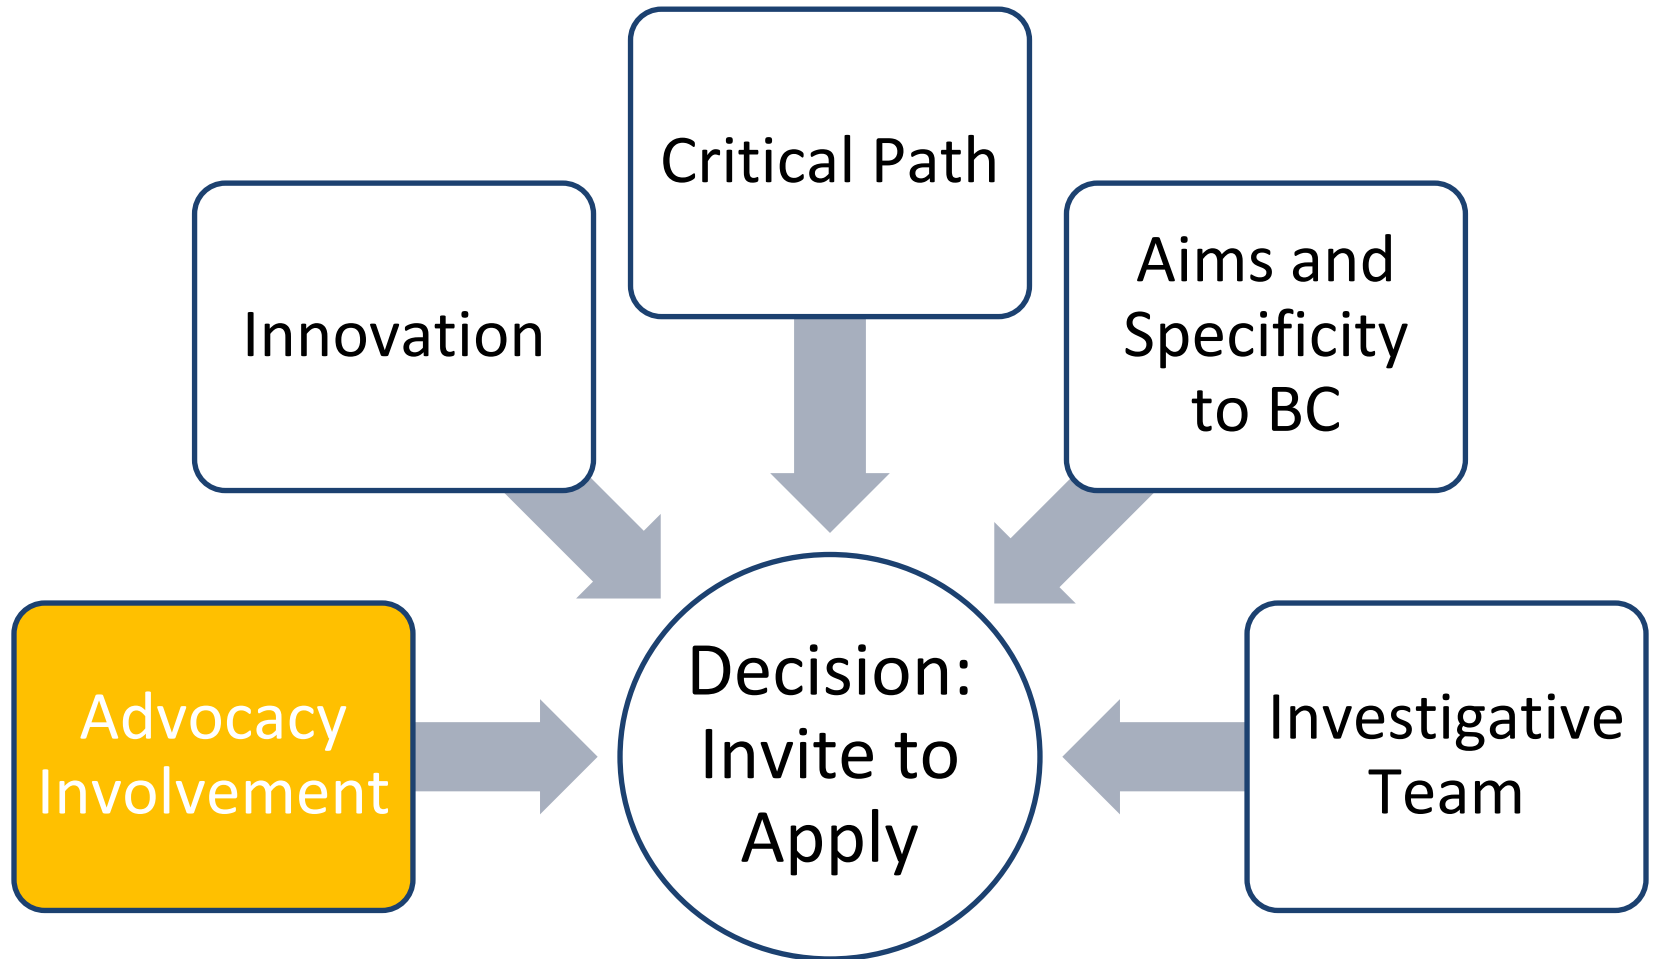 Critical Path
Innovation
Aims and
Specificity
to BC
Advocacy
Involvement
Decision:
Invite to
Apply
Investigative
Team